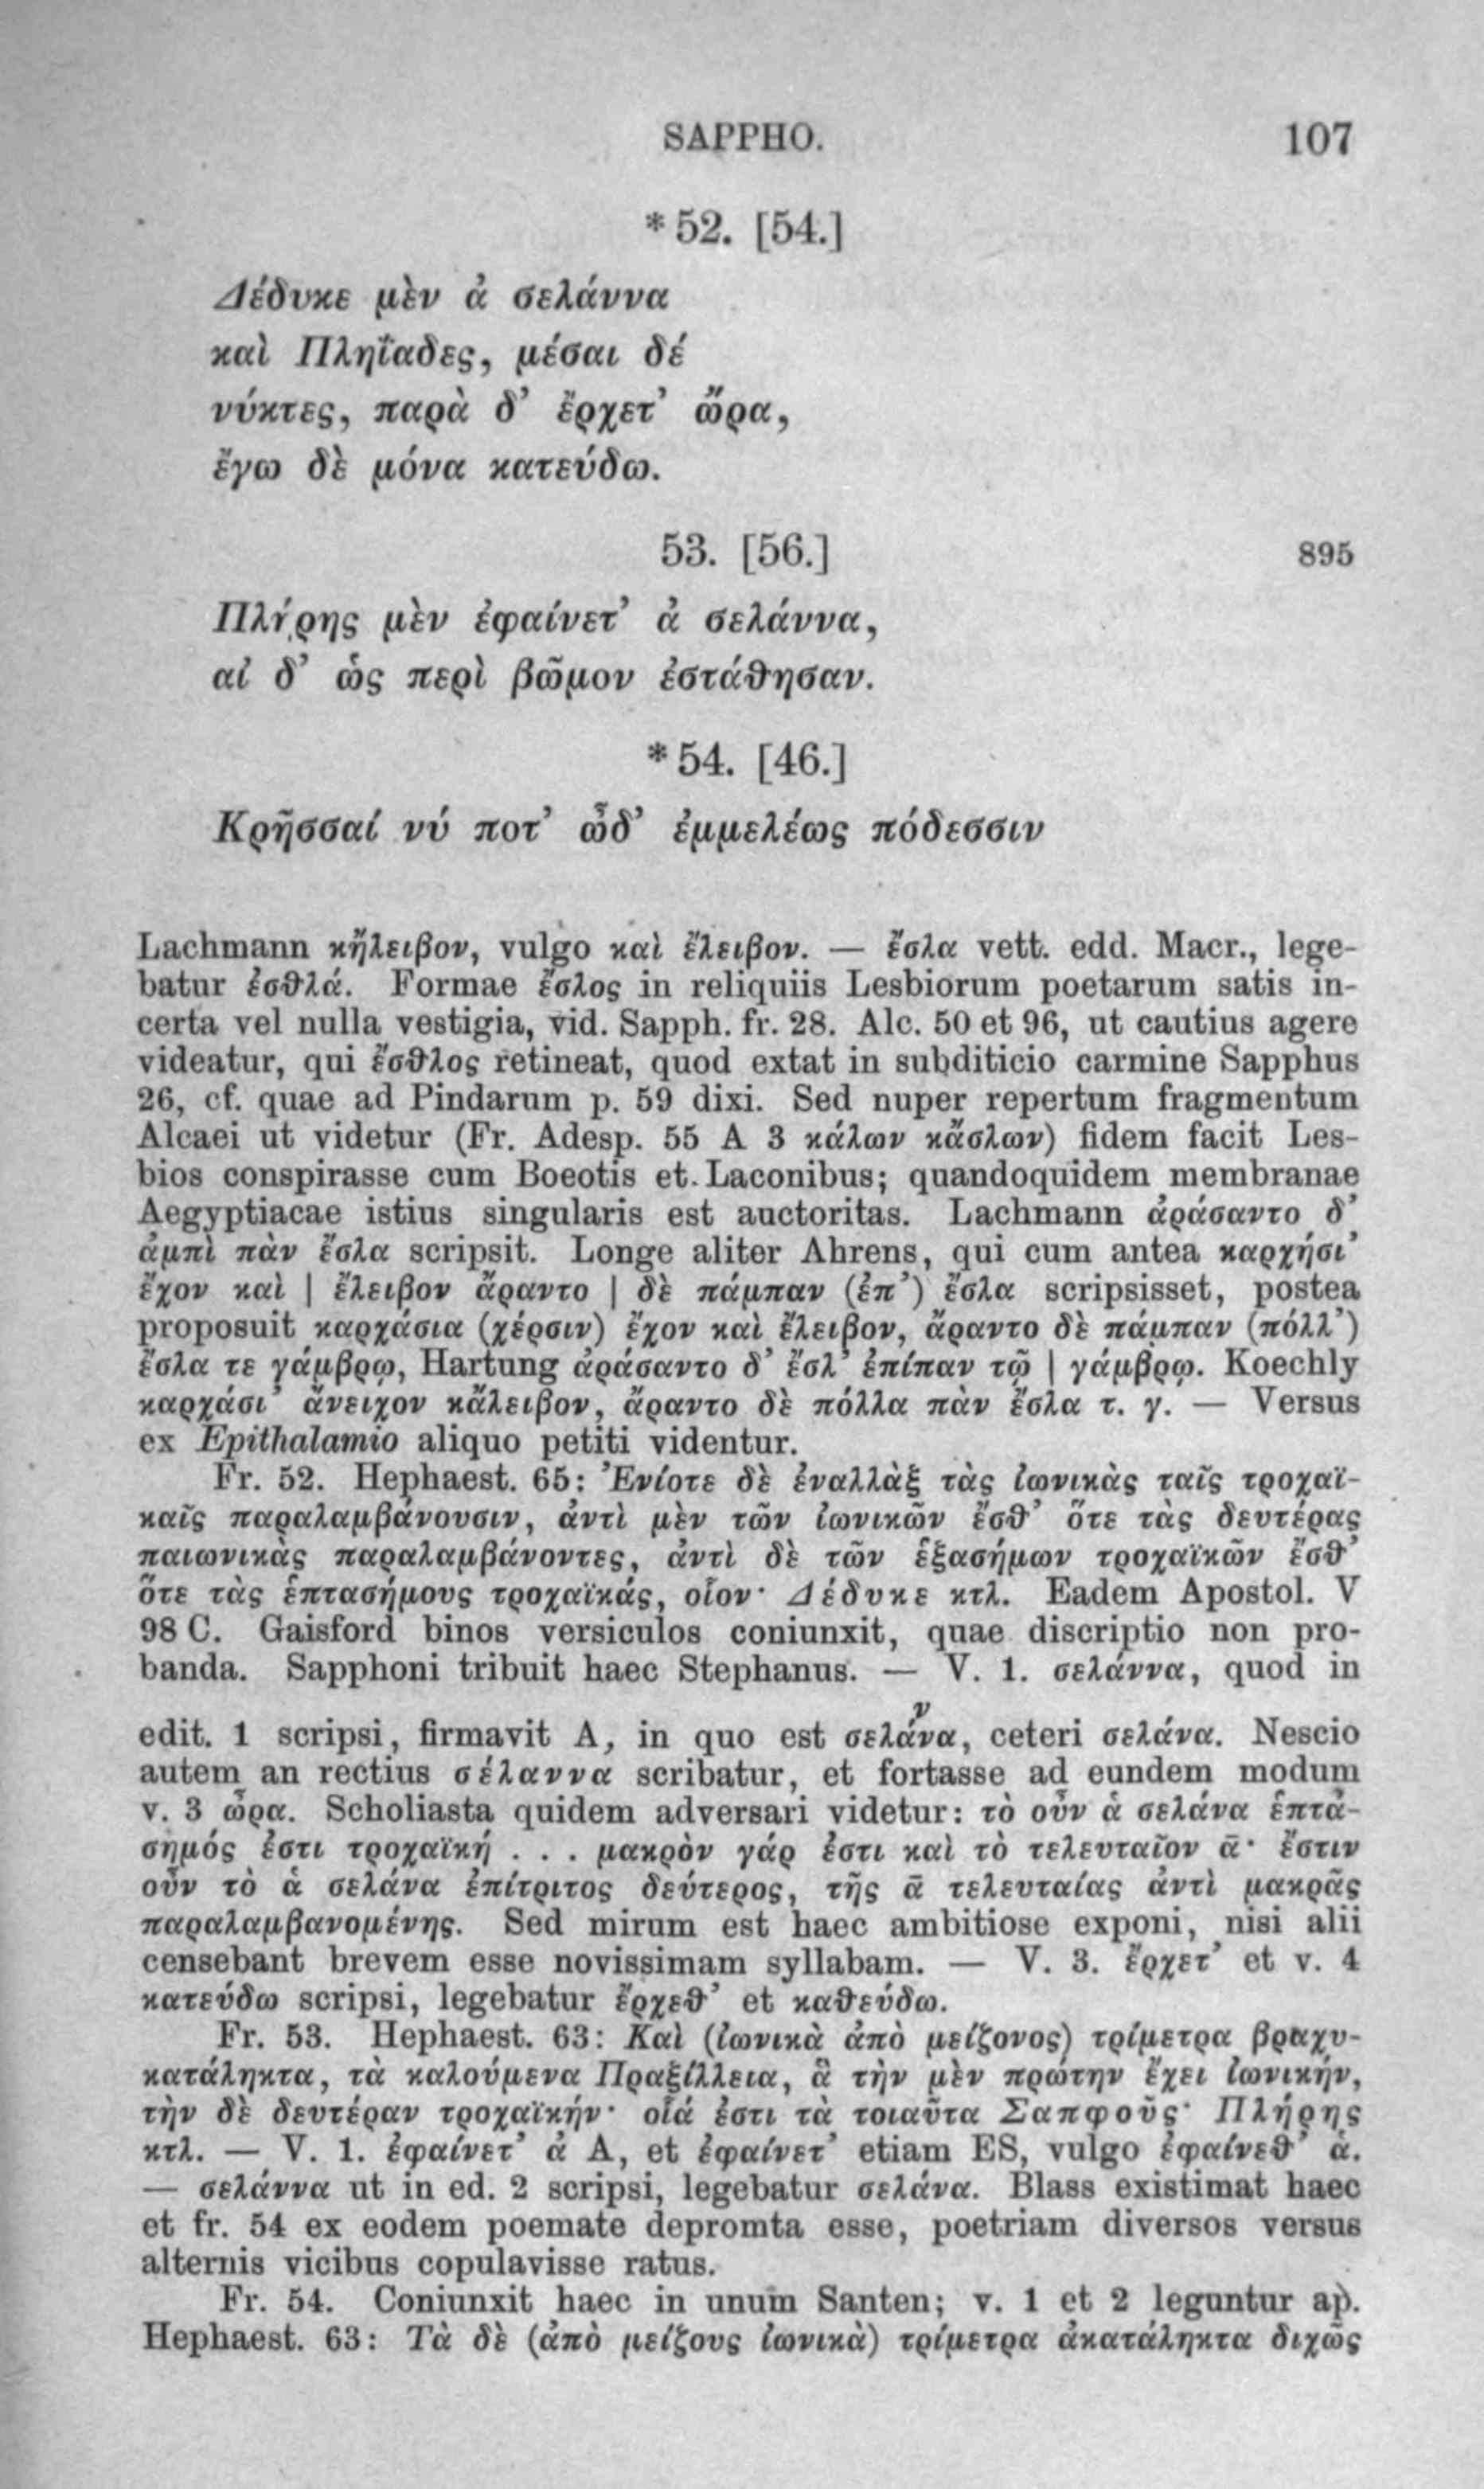 SAPPHO.
107
*52. [54.]
Δέδυκε μὲν ἀ σελάννα
καὶ Πληΐαδες, μέσαι δέ
νύκτες, παρὰ δ’ ἔρχετ’ ὤρα,
ἔγω δὲ μόνα κατεύδω.
53. [56.]
895
Πλήρης μὲν ἐφαίνετ’ ἀ σελάννα,
αἰ δ’ ὠς περὶ βῶμον ἐστάθησαν.
*54. [46.]
Κρῆσσαί νύ ποτ’ ὦδ’ ἐμμελέως πόδεσσιν
Lachmann κἤλειβον, vulgo καὶ ἔλειβον. — ἔσλα vett. edd. Macr., lege-
batur ἐσθλά. Formae ἔσλος in reliquiis Lesbiorum poetarum satis in-
certa vel nulla vestigia, vid. Sapph. fr. 28. Alc. 50 et 96, ut cautius agere
videatur, qui ἔσθλος retineat, quod extat in subditicio carmine Sapphus
26, cf. quae ad Pindarum p. 59 dixi. Sed nuper repertum fragmentum
Alcaei ut videtur (Fr. Adesp. 55 A 3 κάλων κἄσλων) fidem facit Les-
bios conspirasse cum Boeotis et Laconibus; quandoquidem membranae
Aegyptiacae istius singularis est auctoritas. Lachmann ἀράσαντο δ’
ἀμπὶ πὰν ἔσλα scripsit. Longe aliter Ahrens, qui cum antea καρχήσι’
ἔχον καὶ | ἔλειβον ἄραντο | δὲ πάμπαν (ἐπ’) ἔσλα scripsisset, postea
proposuit καρχάσια (χέρσιν) ἔχον καὶ ἔλειβον, ἄραντο δὲ πάμπαν (πόλλ’)
ἔσλα τε γάμβρῳ, Hartung ἀράσαντο δ’ ἔσλ’ ἐπίπαν τῷ | γάμβρῳ. Koechly
καρχάσι’ ἄνειχον κἄλειβον, ἄραντο δὲ πόλλα πὰν ἔσλα τ. γ. — Versus
ex Epithalamio aliquo petiti videntur.
Fr. 52. Hephaest. 65: Ἐνίοτε δὲ ἐναλλὰξ τὰς ἰωνικὰς ταῖς τροχαϊ-
καῖς παραλαμβάνουσιν, ἀντὶ μὲν τῶν ἰωνικῶν ἔσθ’ ὅτε τὰς δευτέρας
παιωνικὰς παραλαμβάνοντες, ἀντὶ δὲ τῶν ἑξασήμων τροχαϊκῶν ἔσθ’
ὅτε τὰς ἑπτασήμους τροχαϊκάς, οἷον· Δέδυκε κτλ. Eadem Apostol. V
98 C. Gaisford binos versiculos coniunxit, quae discriptio non pro-
banda. Sapphoni tribuit haec Stephanus. — V. 1. σελάννα, quod in
ν
edit. 1 scripsi, firmavit A, in quo est σελάνα, ceteri σελάνα. Nescio
autem an rectius σέλαννα scribatur, et fortasse ad eundem modum
v. 3 ὦρα. Scholiasta quidem adversari videtur: τὸ οὖν ἁ σελάνα ἑπτά-
σημός ἐστι τροχαϊκή . . . μακρὸν γάρ ἐστι καὶ τὸ τελευταῖον ᾱ· ἔστιν
οὖν τὸ ἁ σελάνα ἐπίτριτος δεύτερος, τῆς ᾱ τελευταίας ἀντὶ μακρᾶς
παραλαμβανομένης. Sed mirum est haec ambitiose exponi, nisi alii
censebant brevem esse novissimam syllabam. — V. 3. ἔρχετ’ et v. 4
κατεύδω scripsi, legebatur ἔρχεθ’ et καθεύδω.
Fr. 53. Hephaest. 63: Καὶ (ἰωνικὰ ἀπὸ μείζονος) τρίμετρα βραχυ-
κατάληκτα, τὰ καλούμενα Πραξίλλεια, ἃ τὴν μὲν πρώτην ἔχει ἰωνικήν,
τὴν δὲ δευτέραν τροχαϊκήν· οἷά ἐστι τὰ τοιαῦτα Σαπφοῦς· Πλήρης
κτλ. — V. 1. ἐφαίνετ’ ἀ A, et ἐφαίνετ’ etiam ES, vulgo ἐφαίνεθ’ ἁ.
— σελάννα ut in ed. 2 scripsi, legebatur σελάνα. Blass existimat haec
et fr. 54 ex eodem poemate depromta esse, poetriam diversos versus
alternis vicibus copulavisse ratus.
Fr. 54. Coniunxit haec in unum Santen; v. 1 et 2 leguntur ap.
Hephaest. 63: Τὰ δὲ (ἀπὸ μείζους ἰωνικὰ) τρίμετρα ἀκατάληκτα διχῶς